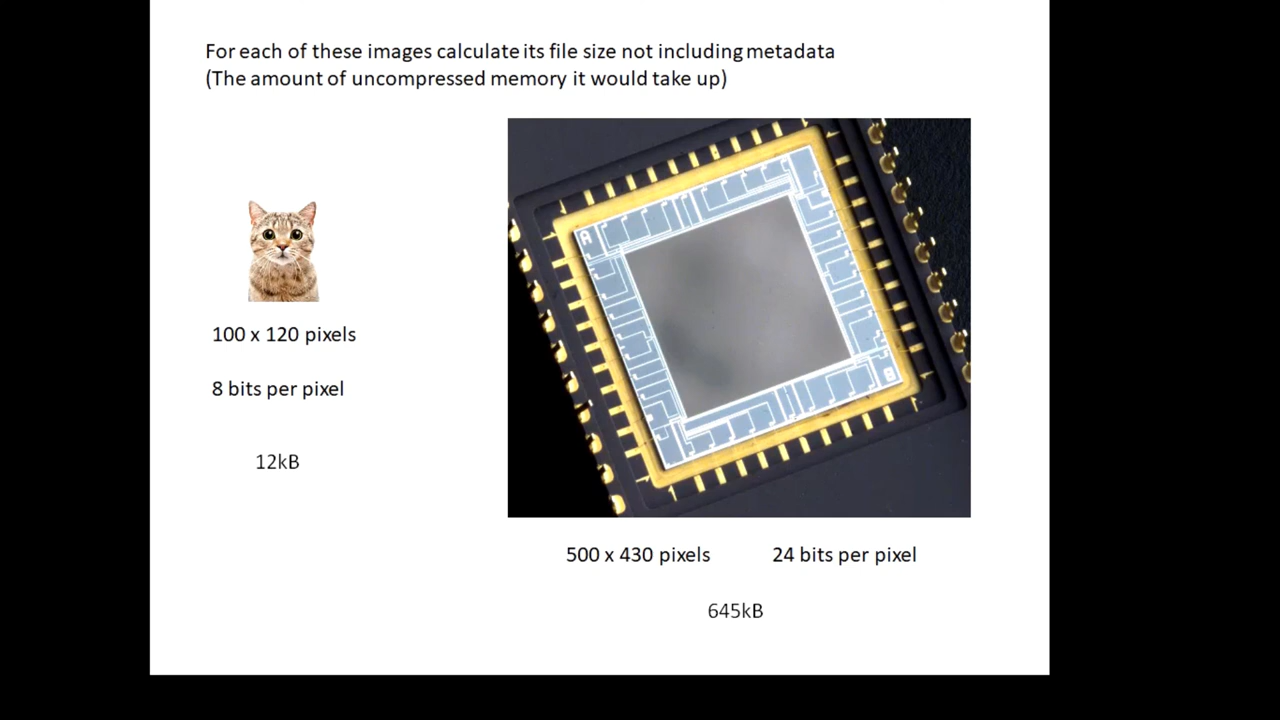 For each of these images calculate its file size not including metadata
(The amount of uncompressed memory it would take up)
A
B
100 x 120 pixels
8 bits per pixel
12kB
500 x 430 pixels
24 bits per pixel
645kB